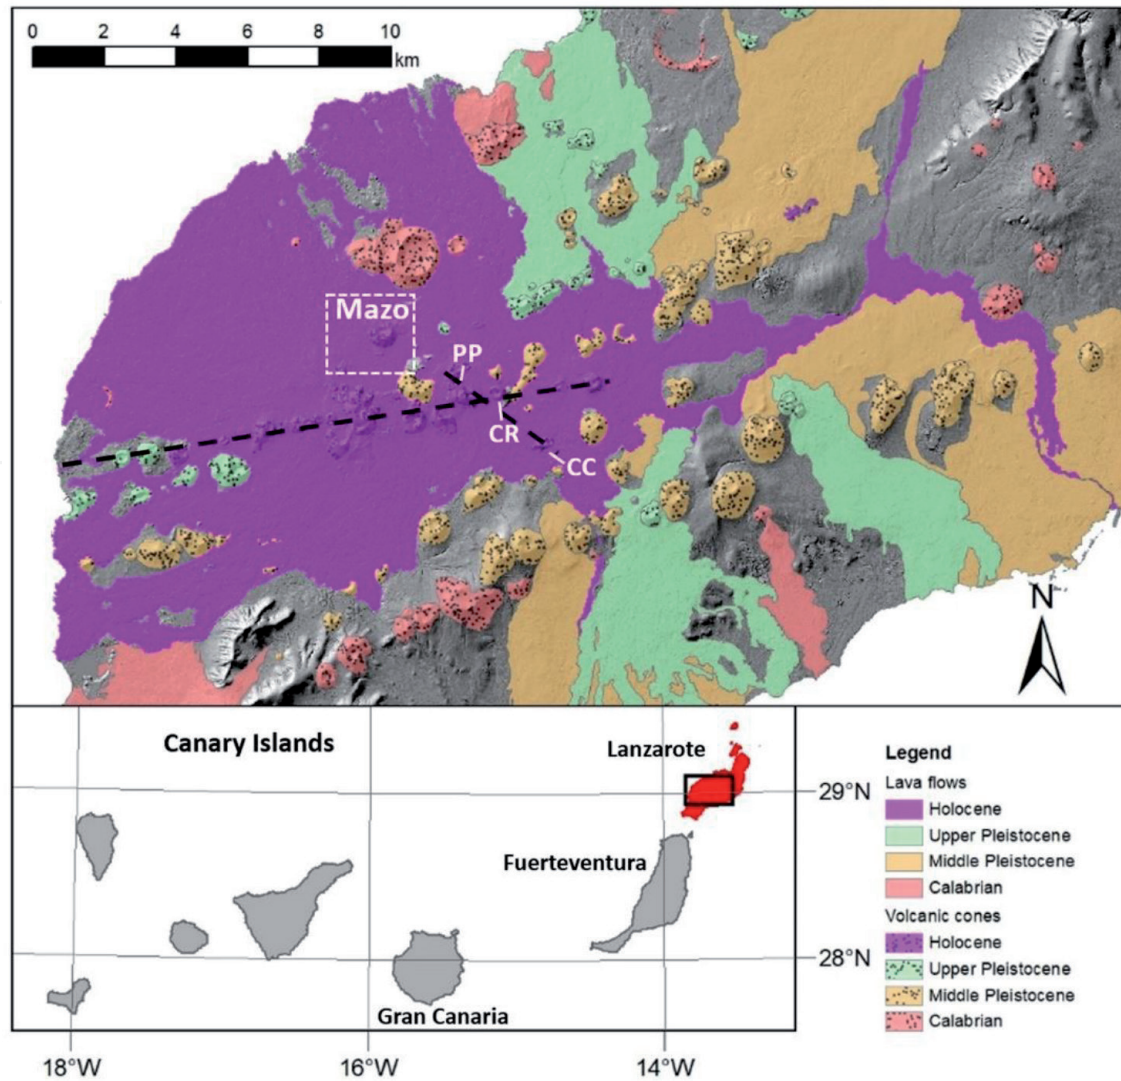 0 2 4 6 8 10
km
Mazo
PP
CR
CC
N
Canary Islands
Lanzarote
Fuerteventura
Gran Canaria
29°N
28°N
18°W 16°W 14°W
Legend
Lava flows
Holocene
Upper Pleistocene
Middle Pleistocene
Calabrian
Volcanic cones
Holocene
Upper Pleistocene
Middle Pleistocene
Calabrian